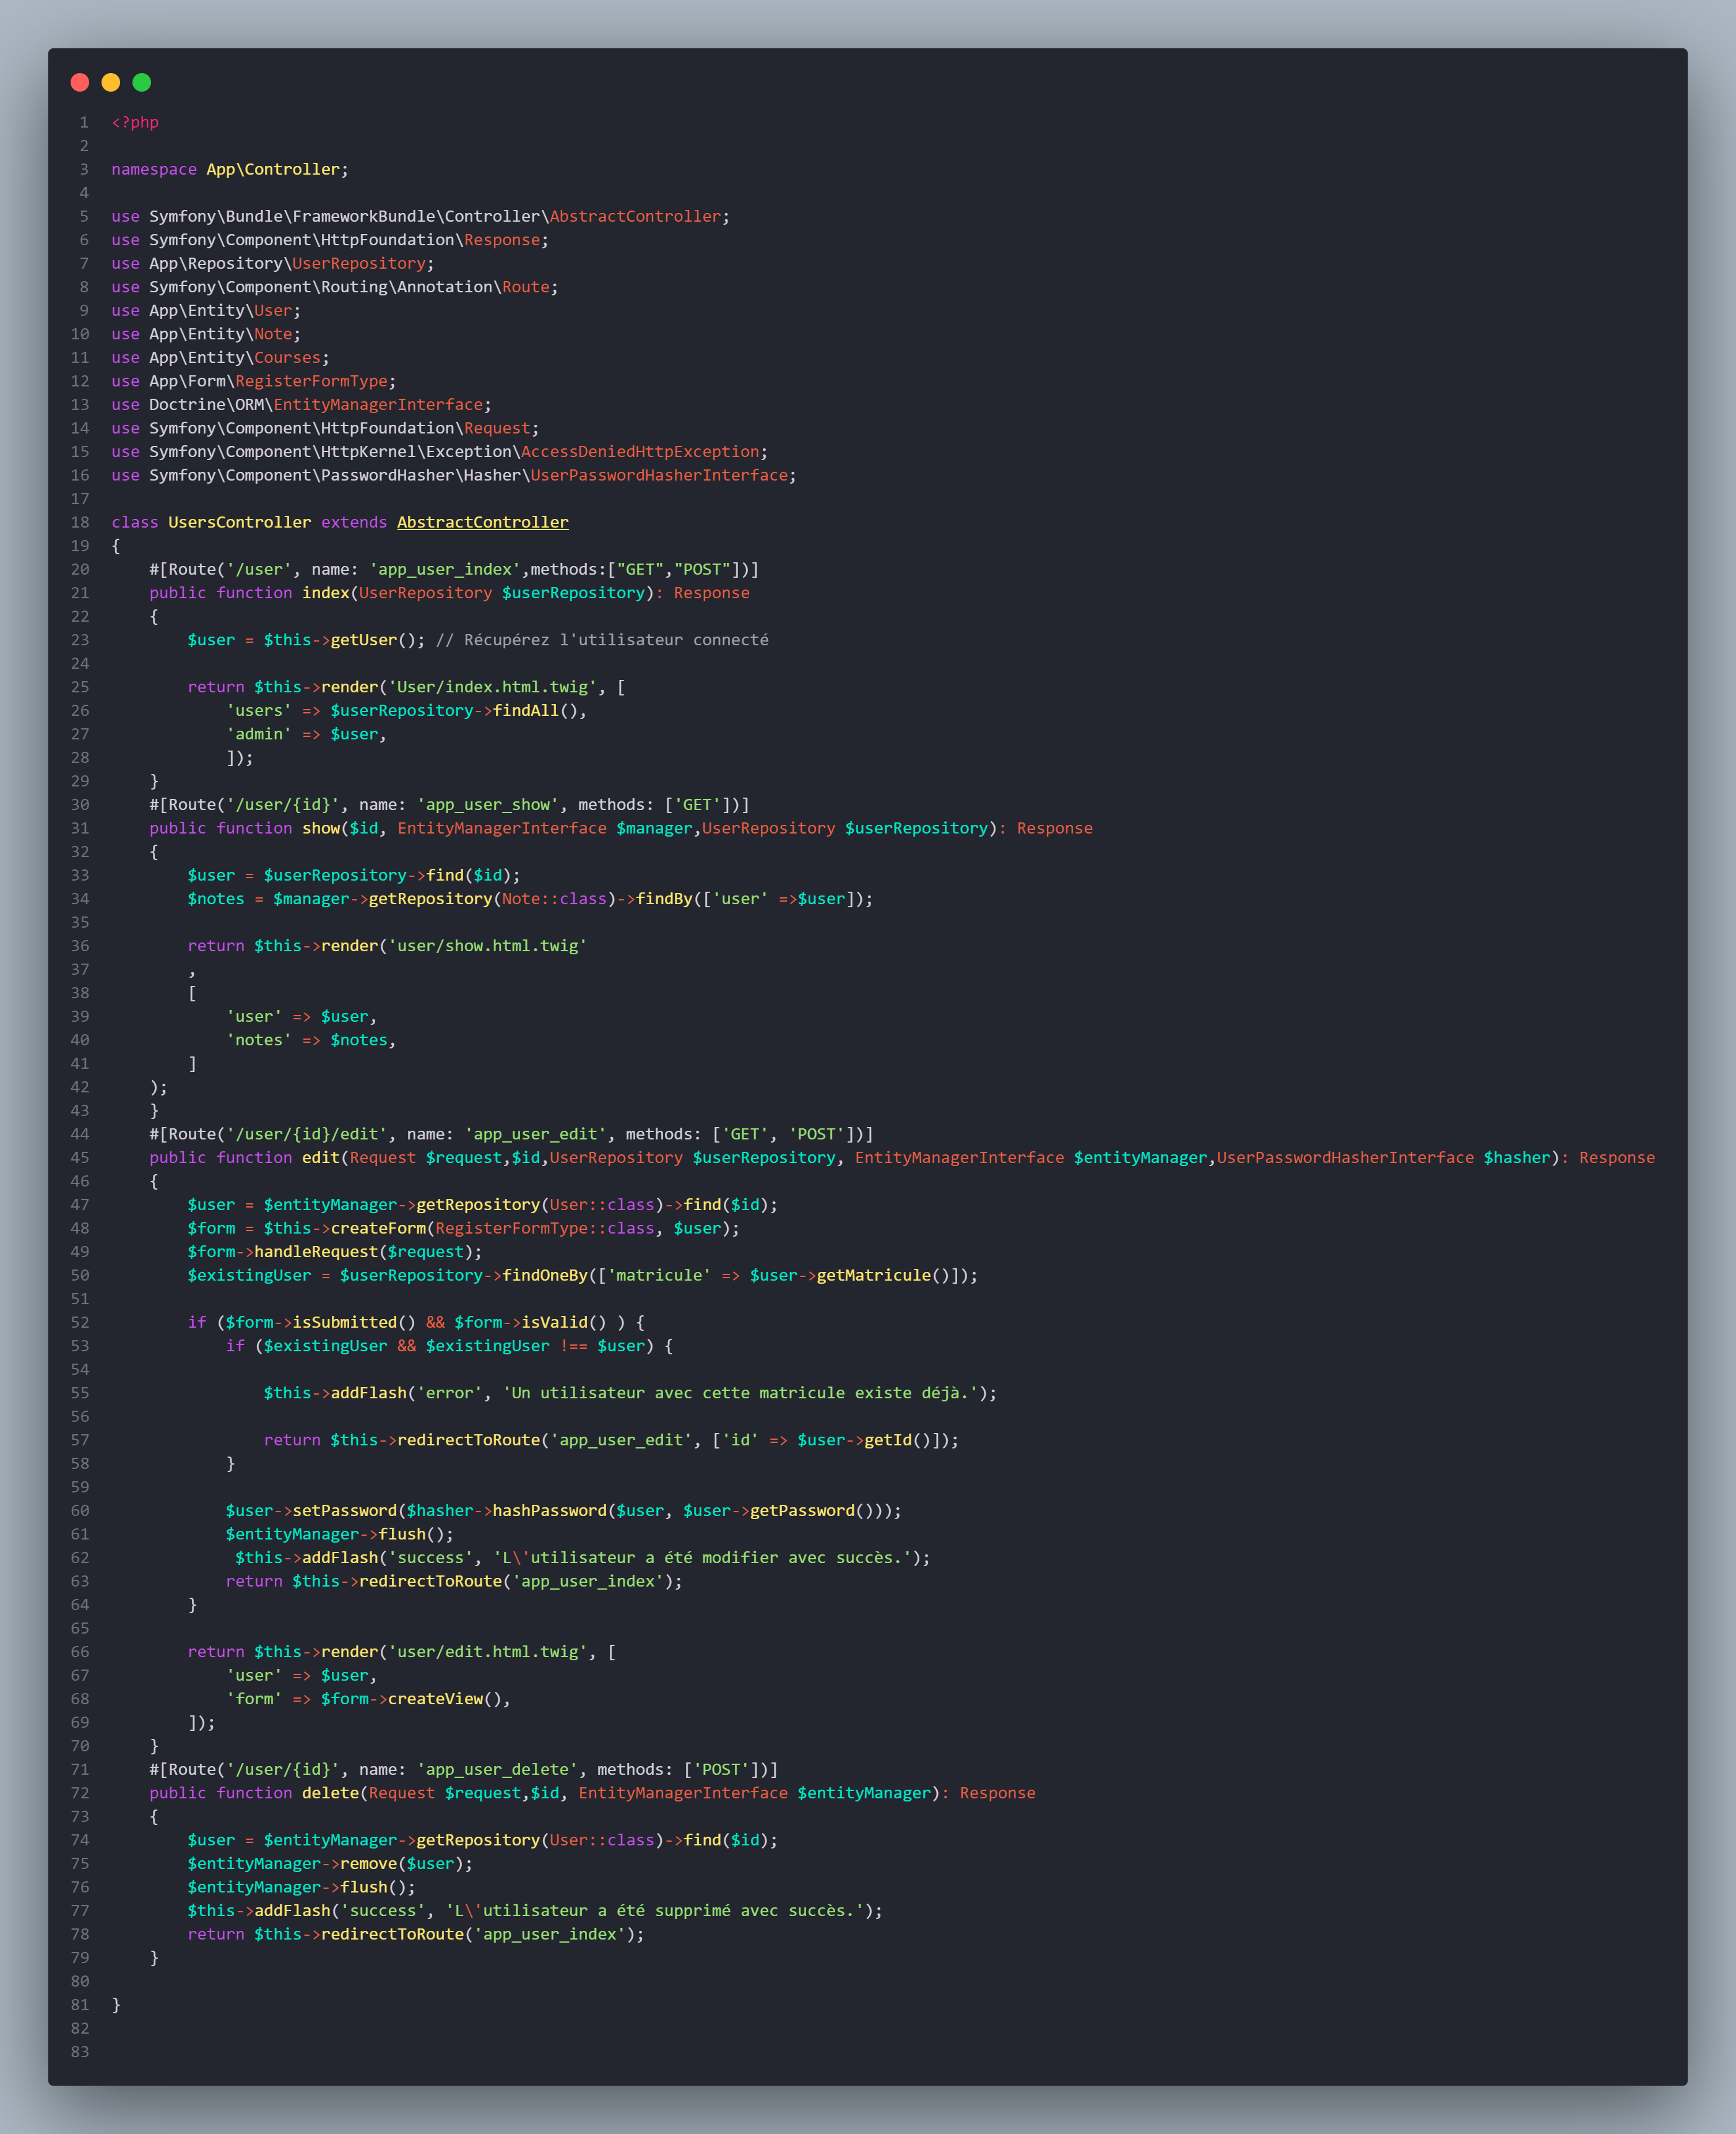 1 <?php
2
3 namespace App\Controller;
4
5 use Symfony\Bundle\FrameworkBundle\Controller\AbstractController;
6 use Symfony\Component\HttpFoundation\Response;
7 use App\Repository\UserRepository;
8 use Symfony\Component\Routing\Annotation\Route;
9 use App\Entity\User;
10 use App\Entity\Note;
11 use App\Entity\Courses;
12 use App\Form\RegisterFormType;
13 use Doctrine\ORM\EntityManagerInterface;
14 use Symfony\Component\HttpFoundation\Request;
15 use Symfony\Component\HttpKernel\Exception\AccessDeniedHttpException;
16 use Symfony\Component\PasswordHasher\Hasher\UserPasswordHasherInterface;
17
18 class UsersController extends AbstractController
19 {
20     #[Route('/user', name: 'app_user_index',methods:["GET","POST"])]
21     public function index(UserRepository $userRepository): Response
22     {
23         $user = $this->getUser(); // Récupérez l'utilisateur connecté
24
25         return $this->render('User/index.html.twig', [
26             'users' => $userRepository->findAll(),
27             'admin' => $user,
28             ]);
29     }
30     #[Route('/user/{id}', name: 'app_user_show', methods: ['GET'])]
31     public function show($id, EntityManagerInterface $manager,UserRepository $userRepository): Response
32     {
33         $user = $userRepository->find($id);
34         $notes = $manager->getRepository(Note::class)->findBy(['user' =>$user]);
35
36         return $this->render('user/show.html.twig'
37         ,
38         [
39             'user' => $user,
40             'notes' => $notes,
41         ]
42     );
43     }
44     #[Route('/user/{id}/edit', name: 'app_user_edit', methods: ['GET', 'POST'])]
45     public function edit(Request $request,$id,UserRepository $userRepository, EntityManagerInterface $entityManager,UserPasswordHasherInterface $hasher): Response
46     {
47         $user = $entityManager->getRepository(User::class)->find($id);
48         $form = $this->createForm(RegisterFormType::class, $user);
49         $form->handleRequest($request);
50         $existingUser = $userRepository->findOneBy(['matricule' => $user->getMatricule()]);
51
52         if ($form->isSubmitted() && $form->isValid() ) {
53             if ($existingUser && $existingUser !== $user) {
54
55                 $this->addFlash('error', 'Un utilisateur avec cette matricule existe déjà.');
56
57                 return $this->redirectToRoute('app_user_edit', ['id' => $user->getId()]);
58             }
59
60             $user->setPassword($hasher->hashPassword($user, $user->getPassword()));
61             $entityManager->flush();
62              $this->addFlash('success', 'L\'utilisateur a été modifier avec succès.');
63             return $this->redirectToRoute('app_user_index');
64         }
65
66         return $this->render('user/edit.html.twig', [
67             'user' => $user,
68             'form' => $form->createView(),
69         ]);
70     }
71     #[Route('/user/{id}', name: 'app_user_delete', methods: ['POST'])]
72     public function delete(Request $request,$id, EntityManagerInterface $entityManager): Response
73     {
74         $user = $entityManager->getRepository(User::class)->find($id);
75         $entityManager->remove($user);
76         $entityManager->flush();
77         $this->addFlash('success', 'L\'utilisateur a été supprimé avec succès.');
78         return $this->redirectToRoute('app_user_index');
79     }
80
81 }
82
83